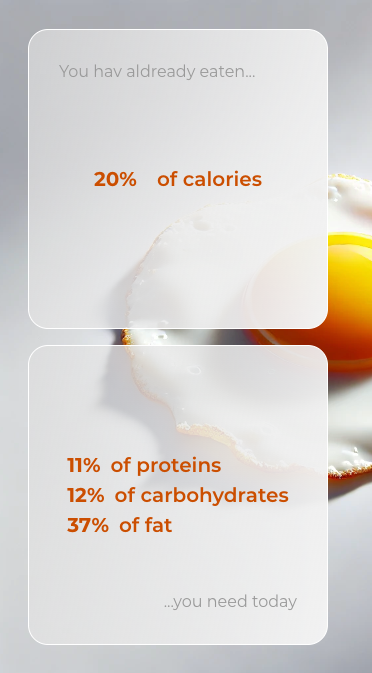 You hav aldready eaten...
20% of calories
11% of proteins
12% of carbohydrates
37% of fat
...you need today